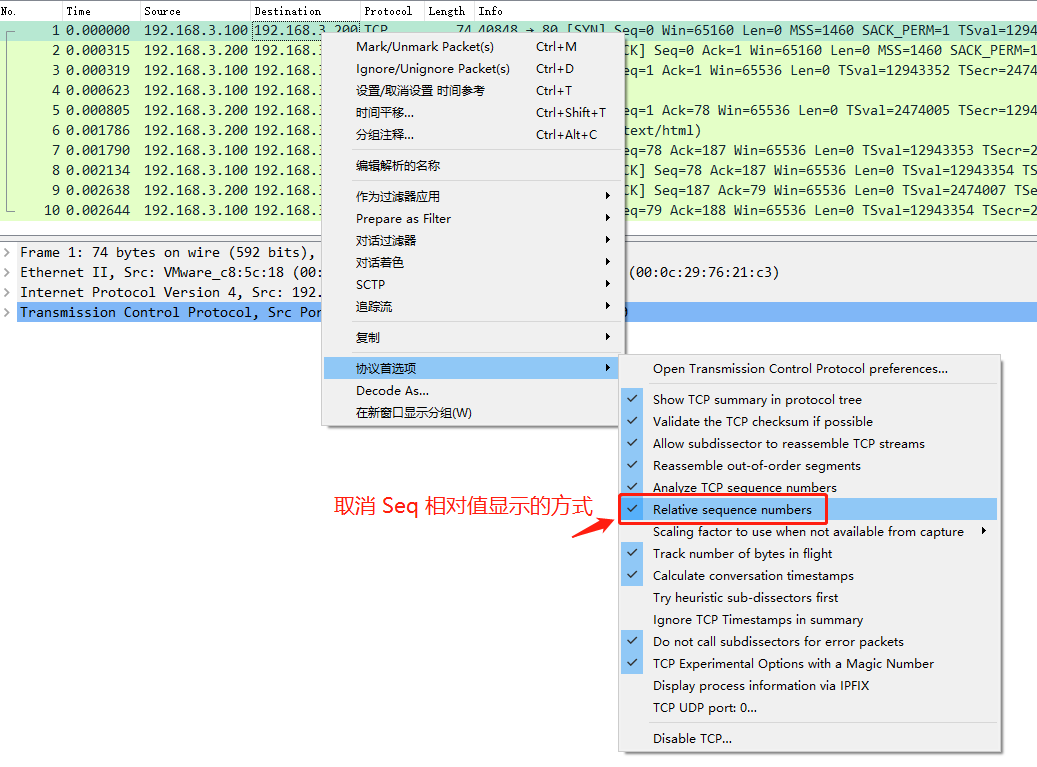 No. Time Source Destination Protocol Length Info
1 0.000000 192.168.3.100 192.168.3.200 TCP 74 40848 → 80 [SYN] Seq=0 Win=65160 Len=0 MSS=1460 SACK_PERM=1 TSval=1294
2 0.000315 192.168.3.200 192.168.3. CK] Seq=0 Ack=1 Win=65160 Len=0 MSS=1460 SACK_PERM=1
3 0.000319 192.168.3.100 192.168.3. eq=1 Ack=1 Win=65536 Len=0 TSval=12943352 TSecr=2474
4 0.000623 192.168.3.100 192.168.3.
5 0.000805 192.168.3.200 192.168.3. eq=1 Ack=78 Win=65536 Len=0 TSval=2474005 TSecr=1294
6 0.001786 192.168.3.200 192.168.3. text/html)
7 0.001790 192.168.3.100 192.168.3. eq=78 Ack=187 Win=65536 Len=0 TSval=12943353 TSecr=2
8 0.002134 192.168.3.100 192.168.3. CK] Seq=78 Ack=187 Win=65536 Len=0 TSval=12943354 TS
9 0.002638 192.168.3.200 192.168.3. CK] Seq=187 Ack=79 Win=65536 Len=0 TSval=2474007 TSe
10 0.002644 192.168.3.100 192.168.3. eq=79 Ack=188 Win=65536 Len=0 TSval=12943354 TSecr=2
Mark/Unmark Packet(s) Ctrl+M
Ignore/Unignore Packet(s) Ctrl+D
设置/取消设置 时间参考 Ctrl+T
时间平移... Ctrl+Shift+T
分组注释... Ctrl+Alt+C
编辑解析的名称
作为过滤器应用
Prepare as Filter
对话过滤器
对话着色
SCTP
追踪流
复制
协议首选项
Decode As...
在新窗口显示分组(W)
Frame 1: 74 bytes on wire (592 bits),
Ethernet II, Src: VMware_c8:5c:18 (00: (00:0c:29:76:21:c3)
Internet Protocol Version 4, Src: 192.
Transmission Control Protocol, Src Por
Open Transmission Control Protocol preferences...
Show TCP summary in protocol tree
Validate the TCP checksum if possible
Allow subdissector to reassemble TCP streams
Reassemble out-of-order segments
Analyze TCP sequence numbers
Relative sequence numbers
Scaling factor to use when not available from capture
Track number of bytes in flight
Calculate conversation timestamps
Try heuristic sub-dissectors first
Ignore TCP Timestamps in summary
Do not call subdissectors for error packets
TCP Experimental Options with a Magic Number
Display process information via IPFIX
TCP UDP port: 0...
Disable TCP...
取消 Seq 相对值显示的方式